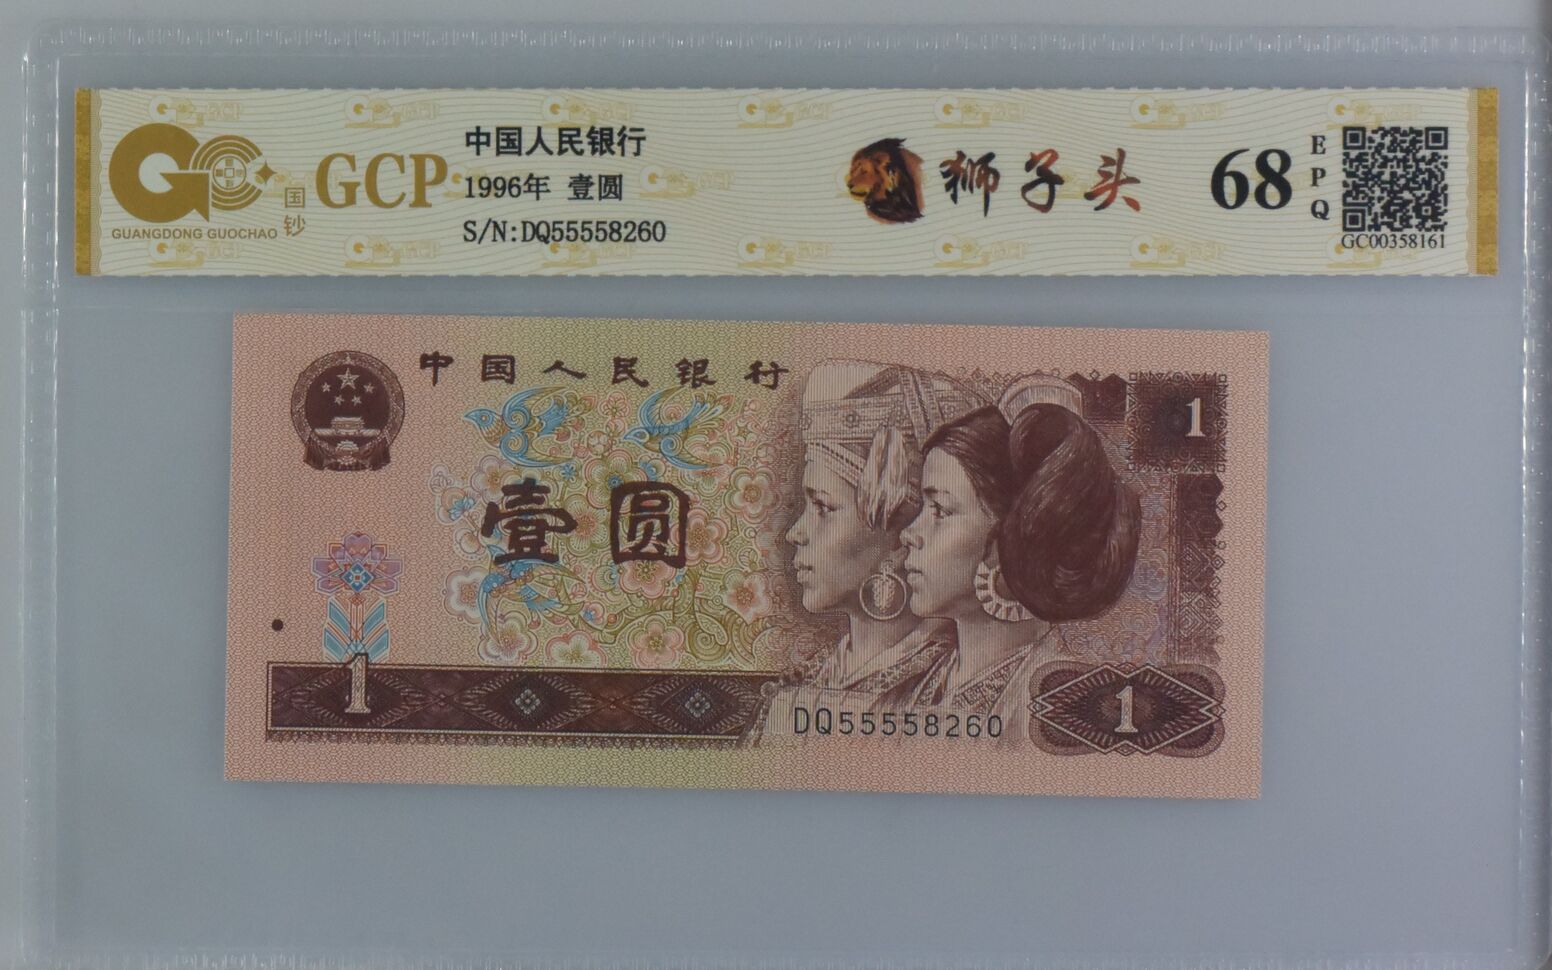 中国人民银行
1996年 壹圆
S/N:DQ55558260
GCP
国钞
GUANGDONG GUOCHAO
狮子头
68
EPQ
GC00358161
中国人民银行
1
壹圆
1
DQ55558260
1